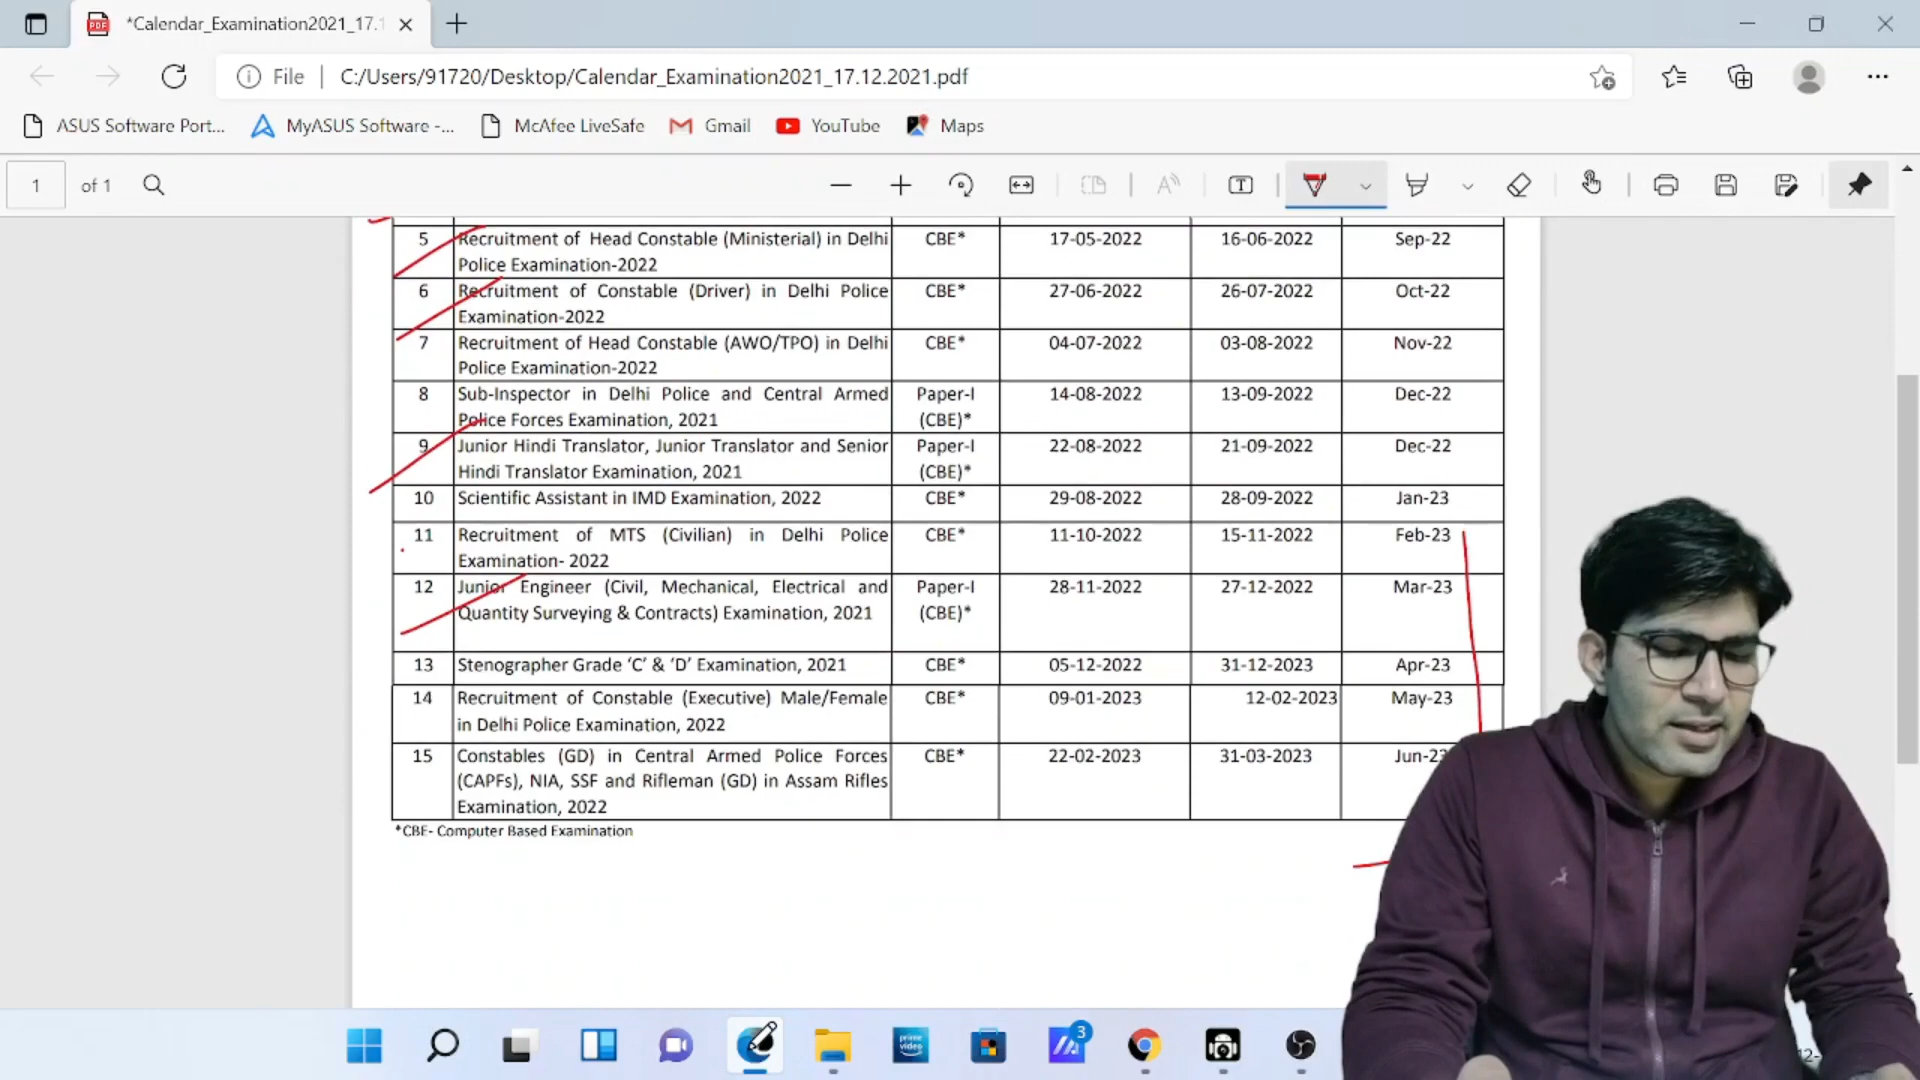 *Calendar_Examination2021_17.1
File
C:/Users/91720/Desktop/Calendar_Examination2021_17.12.2021.pdf
ASUS Software Port...
MyASUS Software -...
McAfee LiveSafe
Gmail
YouTube
Maps
1 of 1
5 Recruitment of Head Constable (Ministerial) in Delhi CBE* 17-05-2022 16-06-2022 Sep-22
Police Examination-2022
6 Recruitment of Constable (Driver) in Delhi Police CBE* 27-06-2022 26-07-2022 Oct-22
Examination-2022
7 Recruitment of Head Constable (AWO/TPO) in Delhi CBE* 04-07-2022 03-08-2022 Nov-22
Police Examination-2022
8 Sub-Inspector in Delhi Police and Central Armed Paper-I 14-08-2022 13-09-2022 Dec-22
Police Forces Examination, 2021 (CBE)*
9 Junior Hindi Translator, Junior Translator and Senior Paper-I 22-08-2022 21-09-2022 Dec-22
Hindi Translator Examination, 2021 (CBE)*
10 Scientific Assistant in IMD Examination, 2022 CBE* 29-08-2022 28-09-2022 Jan-23
11 Recruitment of MTS (Civilian) in Delhi Police CBE* 11-10-2022 15-11-2022 Feb-23
Examination- 2022
12 Junior Engineer (Civil, Mechanical, Electrical and Paper-I 28-11-2022 27-12-2022 Mar-23
Quantity Surveying & Contracts) Examination, 2021 (CBE)*
13 Stenographer Grade ‘C’ & ‘D’ Examination, 2021 CBE* 05-12-2022 31-12-2023 Apr-23
14 Recruitment of Constable (Executive) Male/Female CBE* 09-01-2023 12-02-2023 May-23
in Delhi Police Examination, 2022
15 Constables (GD) in Central Armed Police Forces CBE* 22-02-2023 31-03-2023 Jun-23
(CAPFs), NIA, SSF and Rifleman (GD) in Assam Rifles
Examination, 2022
*CBE- Computer Based Examination
prime video
3